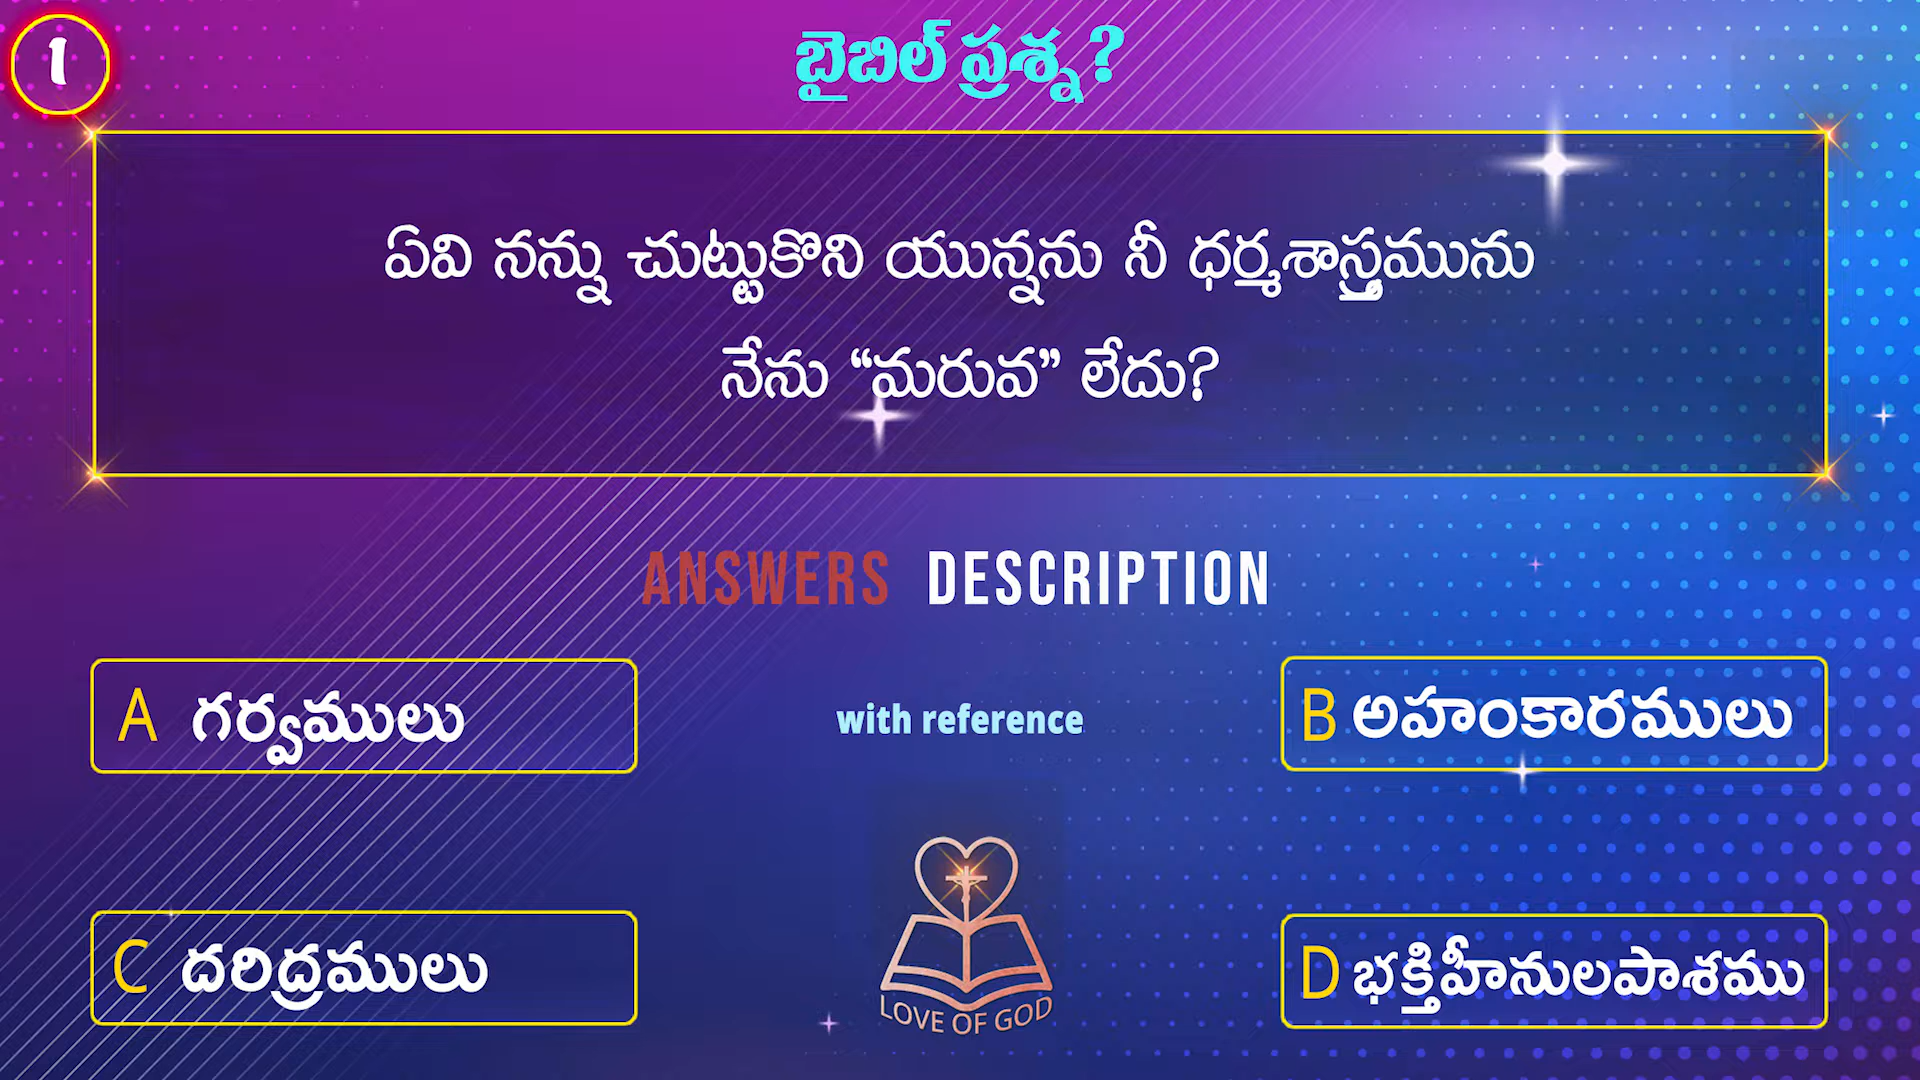 1
బైబిల్ ప్రశ్న ?
ఏవి నన్ను చుట్టుకొని యున్నను నీ ధర్మశాస్త్రమును
నేను “మరువ” లేదు?
ANSWERS DESCRIPTION
A గర్వములు
with reference
B అహంకారములు
C దరిద్రములు
D భక్తిహీనులపాశము
LOVE OF GOD